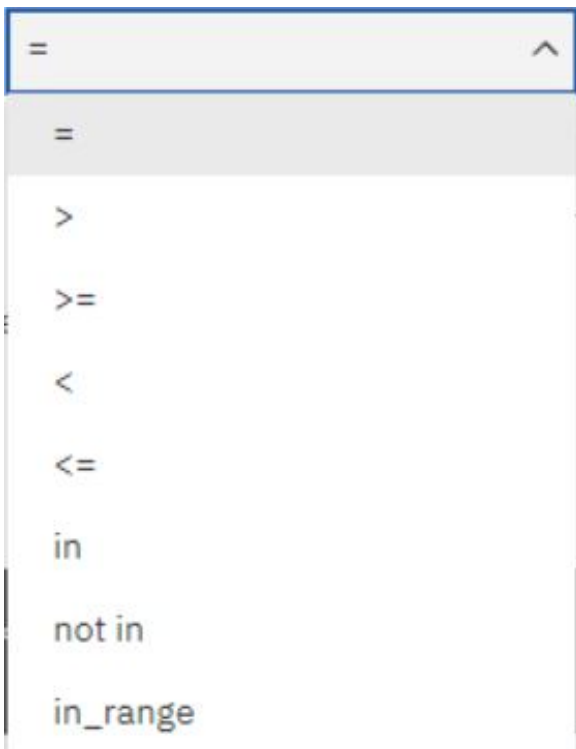 =
=
>
>=
<
<=
in
not in
in_range